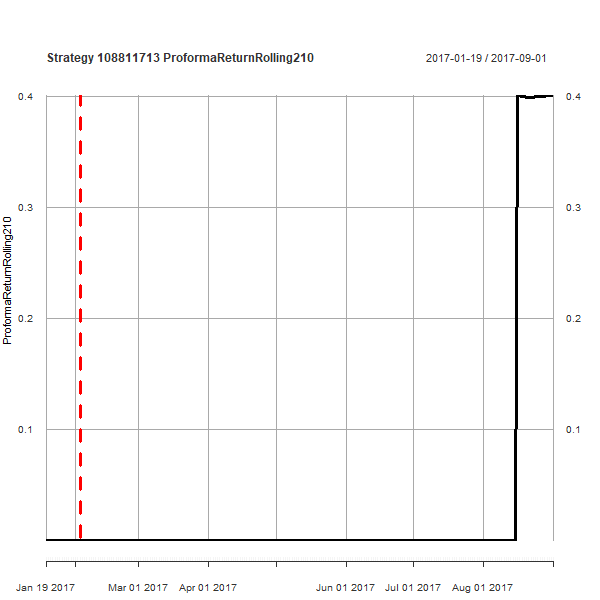 Strategy 108811713 ProformaReturnRolling210
2017-01-19 / 2017-09-01
ProformaReturnRolling210
0.4 0.4
0.3 0.3
0.2 0.2
0.1 0.1
Jan 19 2017 Mar 01 2017 Apr 01 2017 Jun 01 2017 Jul 01 2017 Aug 01 2017